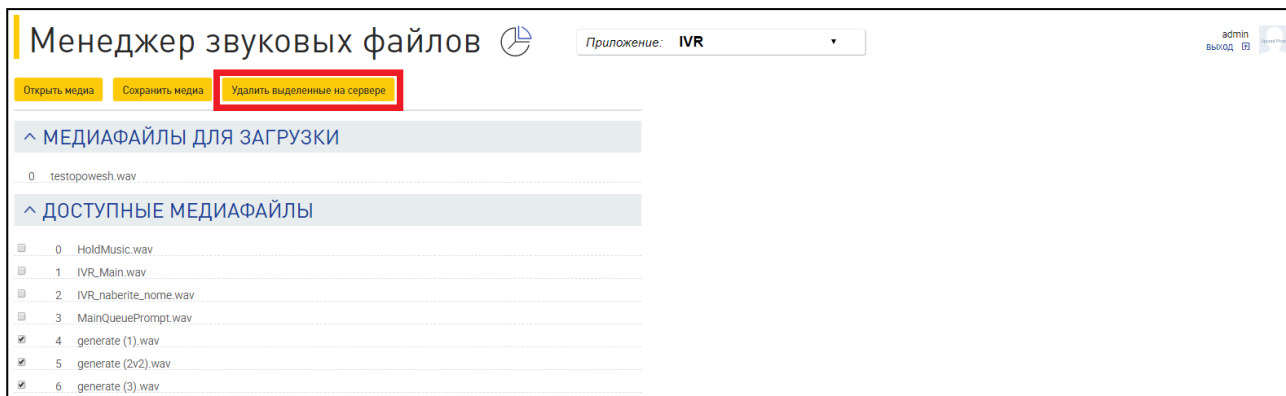 Менеджер звуковых файлов
Приложение: IVR
admin
выход
Открыть медиа Сохранить медиа Удалить выделенные на сервере
МЕДИАФАЙЛЫ ДЛЯ ЗАГРУЗКИ
0 testopowesh.wav
ДОСТУПНЫЕ МЕДИАФАЙЛЫ
0 HoldMusic.wav
1 IVR_Main.wav
2 IVR_naberite_nome.wav
3 MainQueuePrompt.wav
4 generate (1).wav
5 generate (2v2).wav
6 generate (3).wav